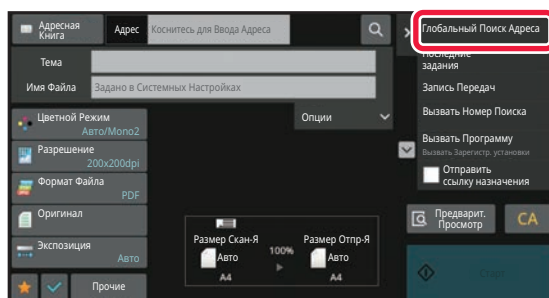 Адресная
Книга
Адрес
Коснитесь для Ввода Адреса
Тема
Имя Файла
Задано в Системных Настройках
Цветной Режим
Авто/Mono2
Разрешение
200x200dpi
Формат Файла
PDF
Оригинал
Экспозиция
Авто
Прочие
Опции
Размер Скан-Я
Авто
A4
100%
Размер Отпр-Я
Авто
A4
Глобальный Поиск Адреса
Последние
задания
Запись Передач
Вызвать Номер Поиска
Вызвать Программу
Вызвать Зарегистр. установки
Отправить
ссылку назначения
Предварит.
Просмотр
CA
Старт